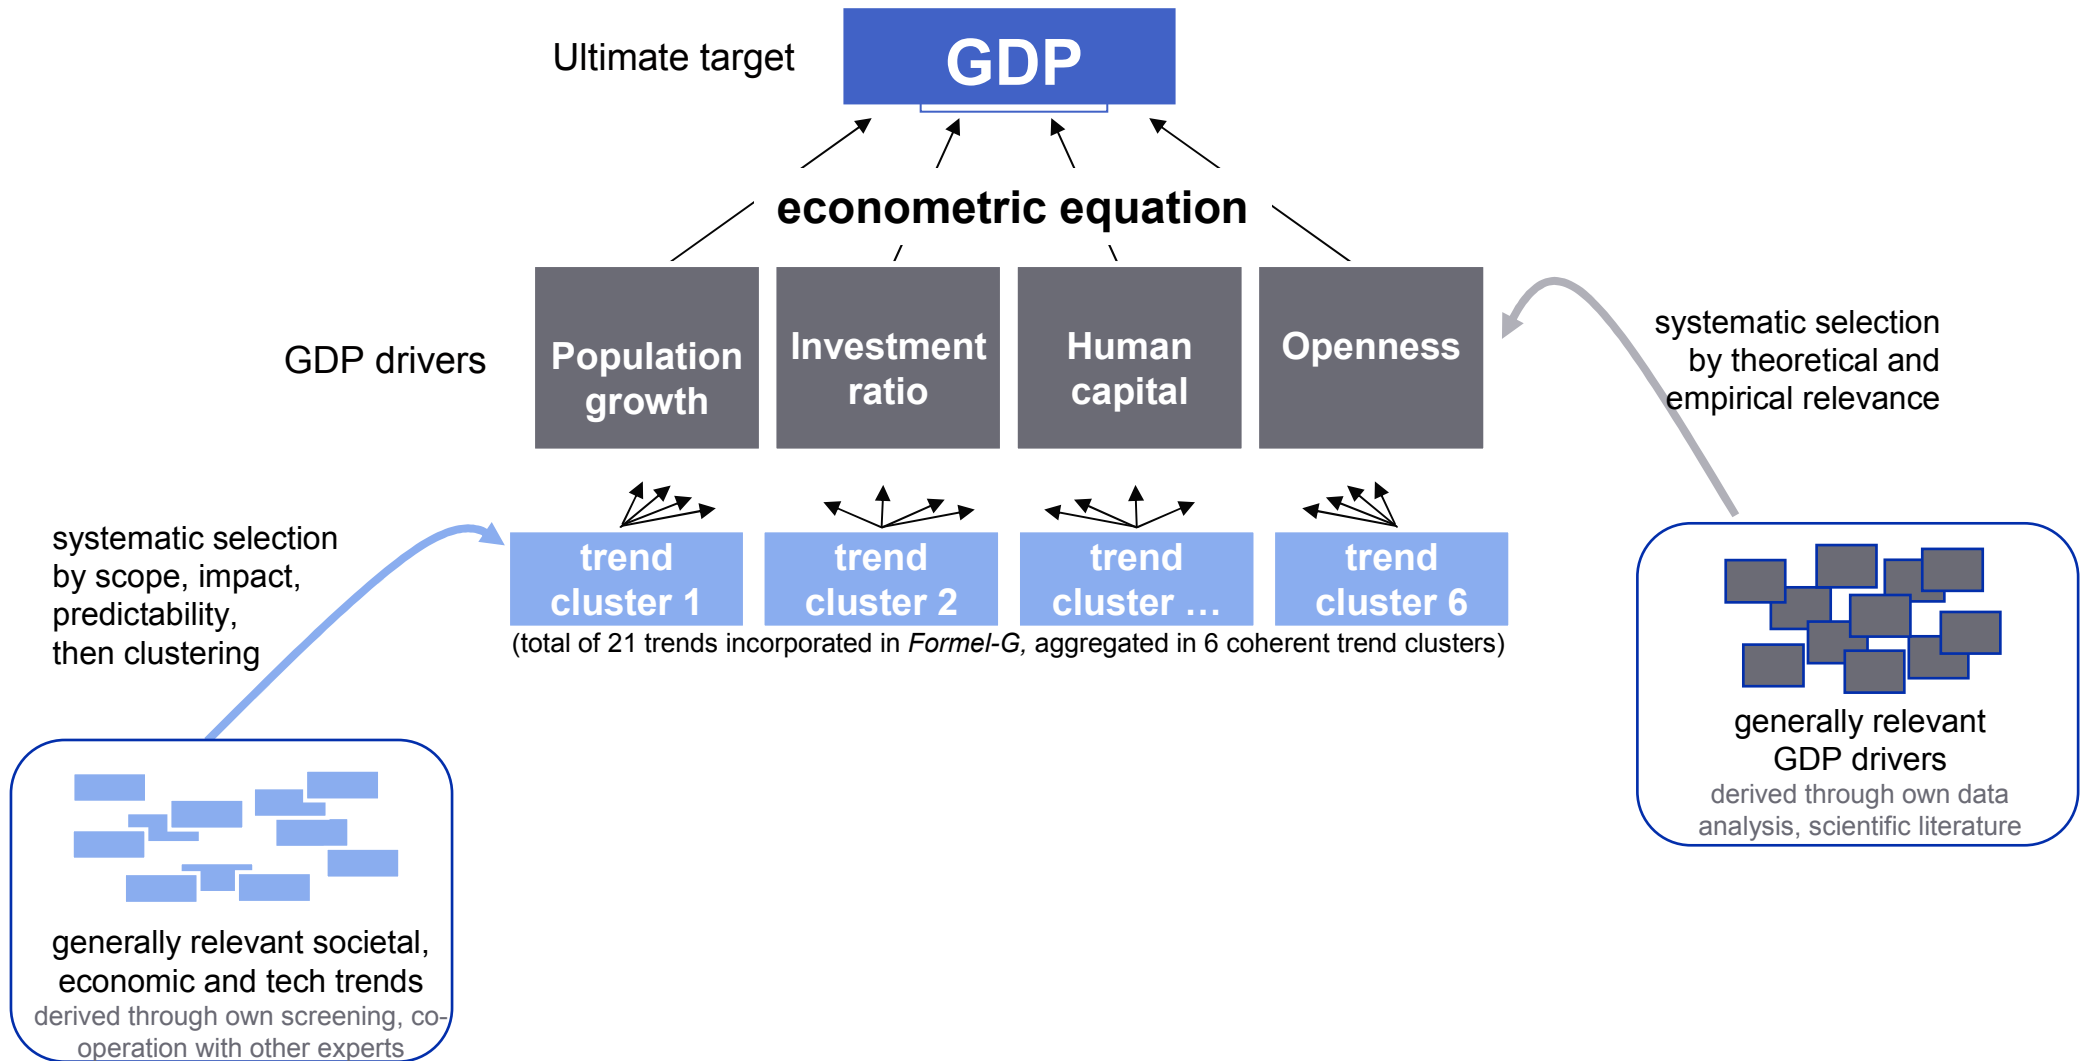 Ultimate target
GDP
econometric equation
GDP drivers
Population
growth
Investment
ratio
Human
capital
Openness
systematic selection
by theoretical and
empirical relevance
systematic selection
by scope, impact,
predictability,
then clustering
trend
cluster 1
trend
cluster 2
trend
cluster …
trend
cluster 6
(total of 21 trends incorporated in Formel-G, aggregated in 6 coherent trend clusters)
generally relevant
GDP drivers
derived through own data
analysis, scientific literature
generally relevant societal,
economic and tech trends
derived through own screening, co-
operation with other experts